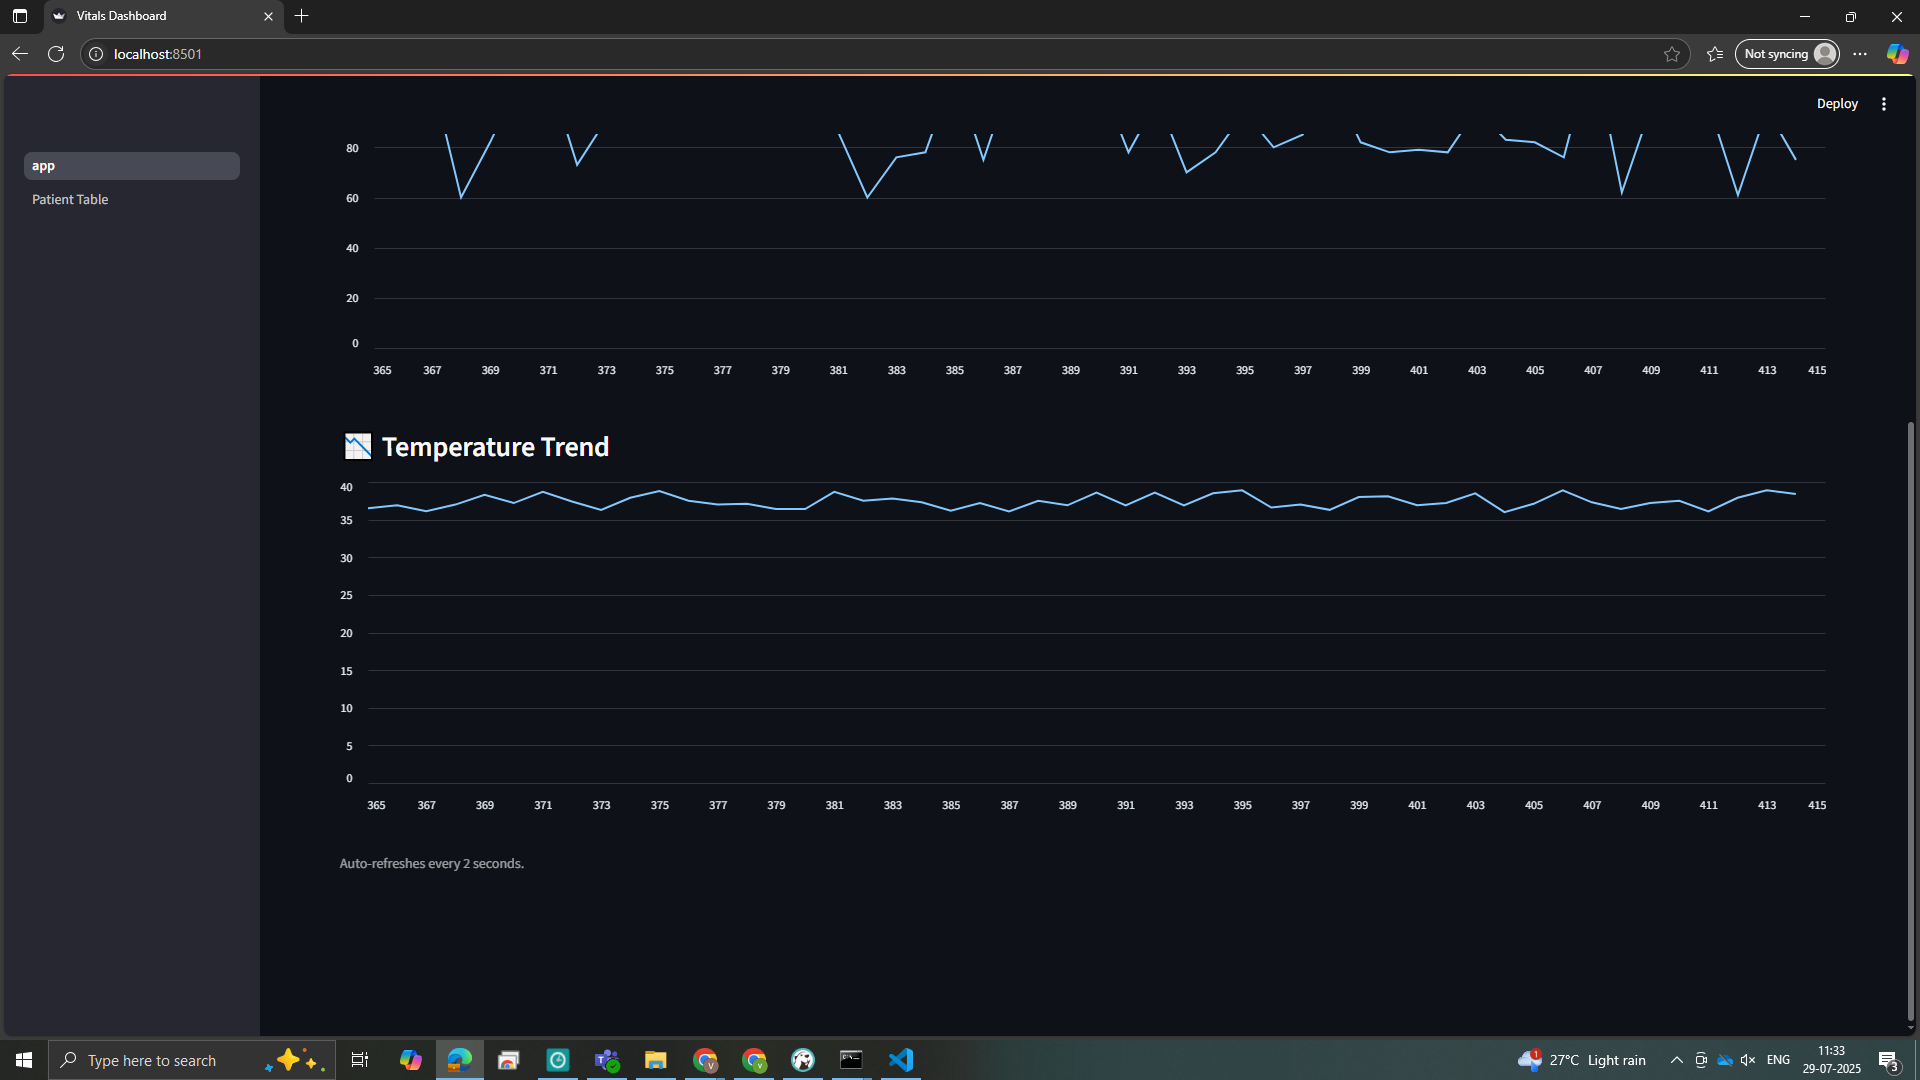 Vitals Dashboard
localhost:8501
Not syncing
Deploy
app
Patient Table
80
60
40
20
0
365 367 369 371 373 375 377 379 381 383 385 387 389 391 393 395 397 399 401 403 405 407 409 411 413 415
Temperature Trend
40
35
30
25
20
15
10
5
0
365 367 369 371 373 375 377 379 381 383 385 387 389 391 393 395 397 399 401 403 405 407 409 411 413 415
Auto-refreshes every 2 seconds.
Type here to search
1
27°C Light rain
ENG
11:33
29-07-2025
3